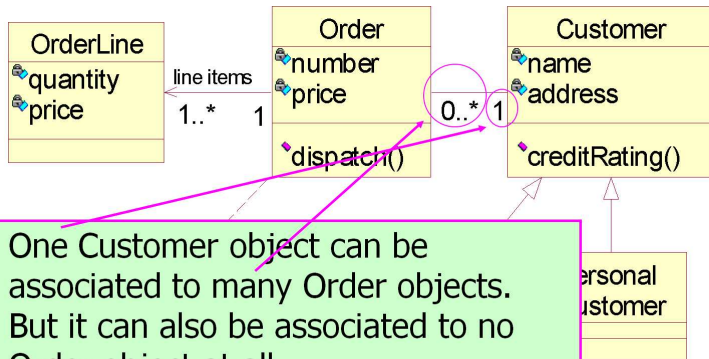 OrderLine
quantity
price
line items
1..*
1
Order
number
price
dispatch()
0..*
1
Customer
name
address
creditRating()
One Customer object can be
associated to many Order objects.
But it can also be associated to no
ersonal
ustomer